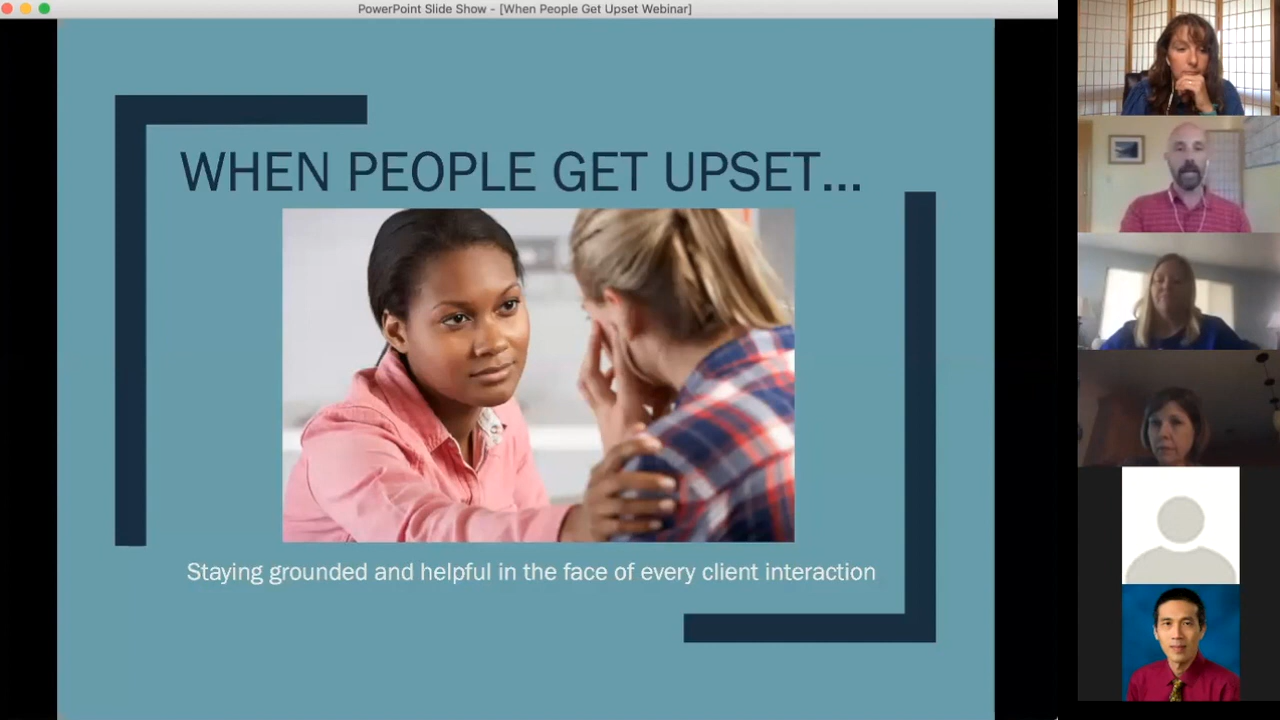 PowerPoint Slide Show - [When People Get Upset Webinar]
WHEN PEOPLE GET UPSET...
Staying grounded and helpful in the face of every client interaction